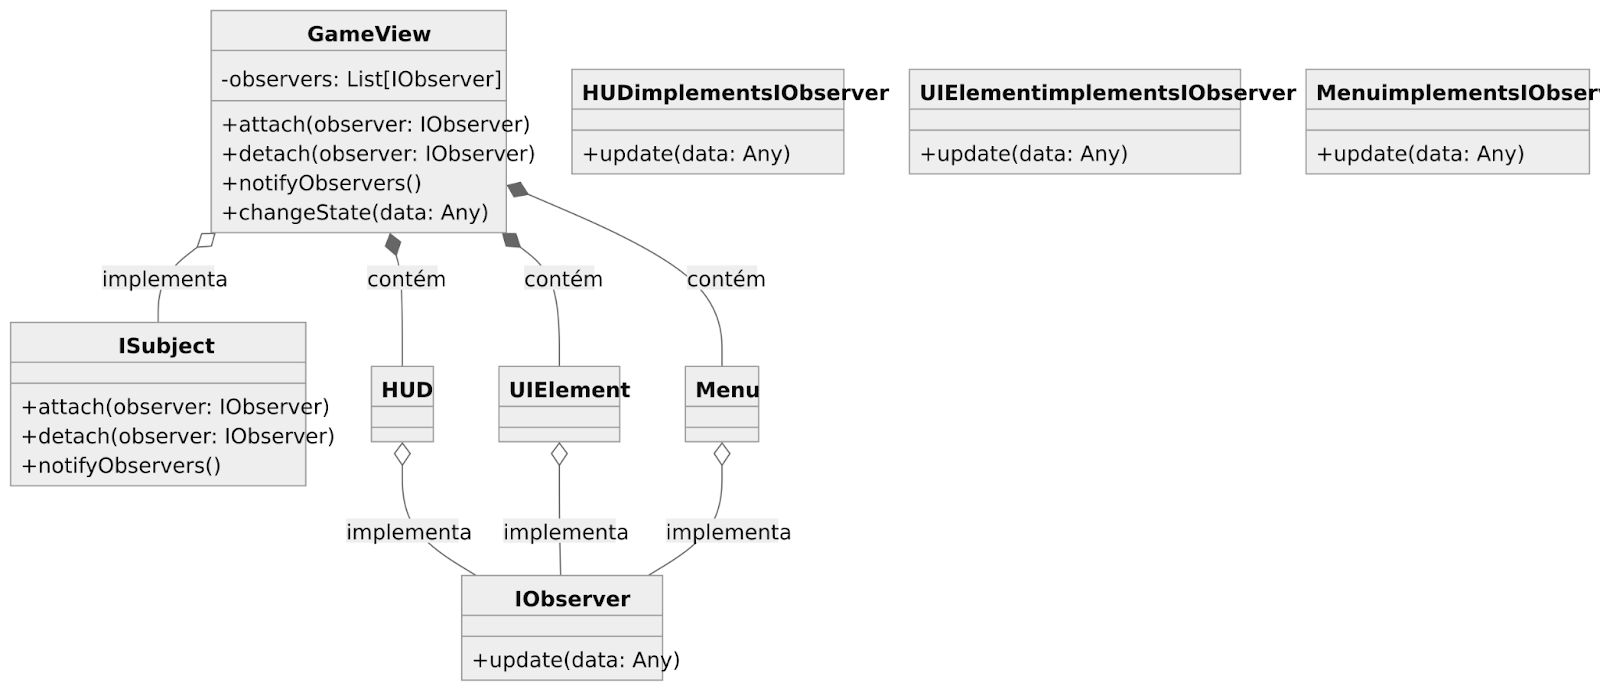 GameView
-observers: List[IObserver]
+attach(observer: IObserver)
+detach(observer: IObserver)
+notifyObservers()
+changeState(data: Any)
HUDimplementsIObserver
+update(data: Any)
UIElementimplementsIObserver
+update(data: Any)
MenuimplementsIObser
+update(data: Any)
implementa
contém
contém
contém
ISubject
+attach(observer: IObserver)
+detach(observer: IObserver)
+notifyObservers()
HUD
UIElement
Menu
implementa
implementa
implementa
IObserver
+update(data: Any)